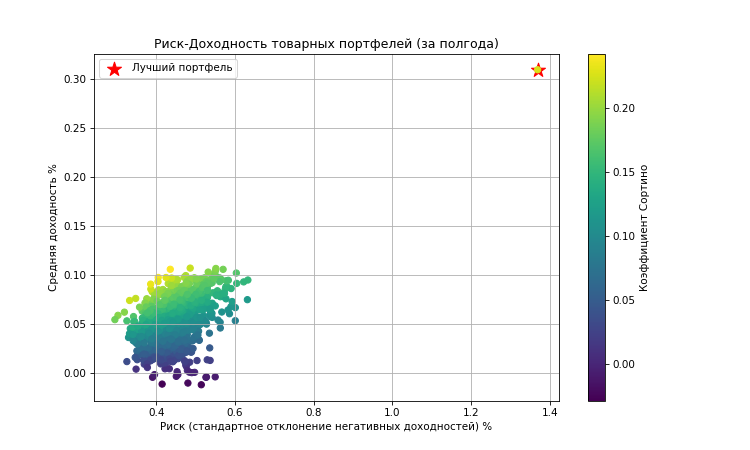 Риск-Доходность товарных портфелей (за полгода)
Лучший портфель
Средняя доходность %
0.30
0.25
0.20
0.15
0.10
0.05
0.00
0.4 0.6 0.8 1.0 1.2 1.4
Риск (стандартное отклонение негативных доходностей) %
0.20
0.15
0.10
0.05
0.00
Коэффициент Сортино